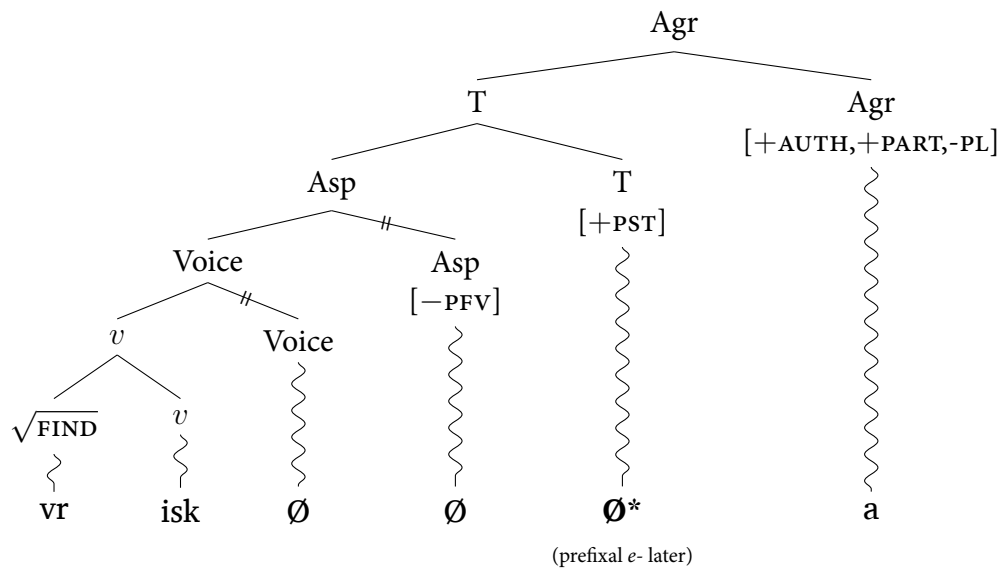 Agr
T Agr
[+AUTH,+PART,-PL]
Asp T
[+PST]
Voice Asp
[−PFV]
v Voice
√FIND v
vr isk Ø Ø Ø* a
(prefixal e- later)